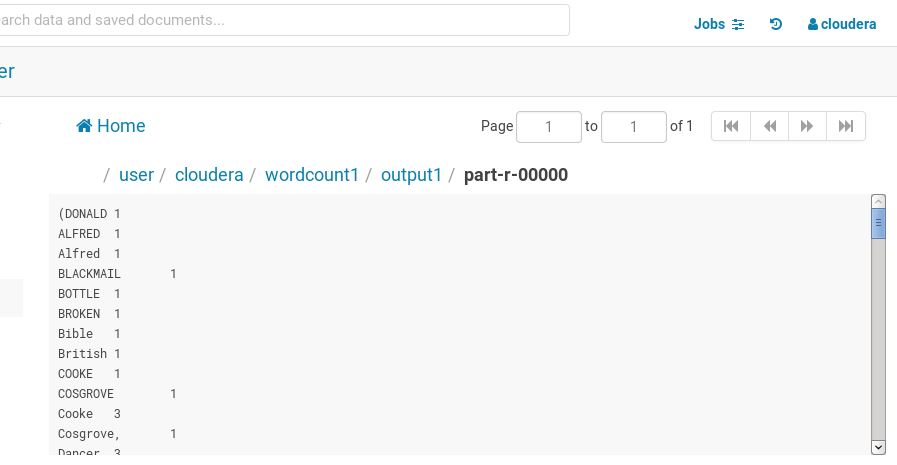 arch data and saved documents...
Jobs cloudera
er
Home
Page 1 to 1 of 1
/ user / cloudera / wordcount1 / output1 / part-r-00000
(DONALD 1
ALFRED 1
Alfred 1
BLACKMAIL 1
BOTTLE 1
BROKEN 1
Bible 1
British 1
COOKE 1
COSGROVE 1
Cooke 3
Cosgrove, 1
Dancer 3